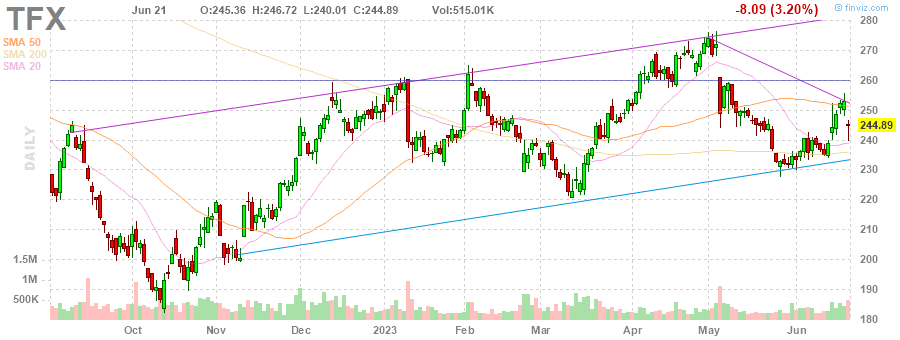 TFX Jun 21 O:245.36 H:246.72 L:240.01 C:244.89 Vol:515.01K -8.09 (3.20%) © finviz.com
SMA 50
SMA 200
SMA 20
DAILY
280
270
260
250
244.89
240
230
220
210
200
190
180
1.5M
1M
500K
Oct Nov Dec 2023 Feb Mar Apr May Jun